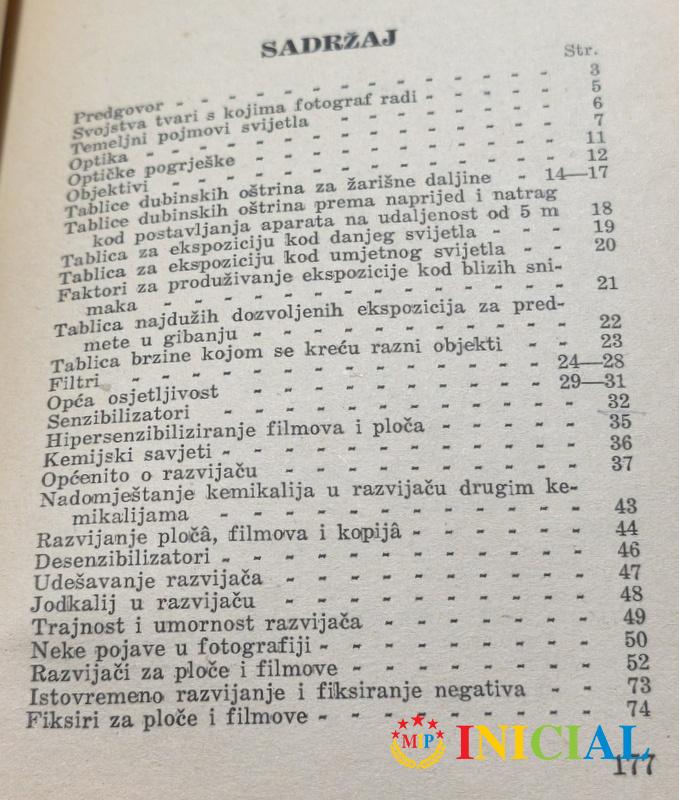 SADRŽAJ
Str.
Predgovor - - - - - - - - - - - - - - - 3
Svojstva tvari s kojima fotograf radi - - - - - 5
Temeljni pojmovi svijetla - - - - - - - - - 6
Optika - - - - - - - - - - - - - - - - 7
Optičke pogrješke - - - - - - - - - - - - 11
Objektivi - - - - - - - - - - - - - - - 12
Tablice dubinskih oštrina za žarišne daljine - 14—17
Tablice dubinskih oštrina prema naprijed i natrag
kod postavljanja aparata na udaljenost od 5 m 18
Tablica za ekspoziciju kod danjeg svijetla - - - 19
Tablica za ekspoziciju kod umjetnog svijetla - - 20
Faktori za produživanje ekspozicije kod blizih sni-
maka - - - - - - - - - - - - - - - 21
Tablica najdužih dozvoljenih ekspozicija za pred-
mete u gibanju - - - - - - - - - - - - 22
Tablica brzine kojom se kreću razni objekti - - 23
Filtri - - - - - - - - - - - - - - - 24—28
Opća osjetljivost - - - - - - - - - - - 29—31
Senzibilizatori - - - - - - - - - - - - - 32
Hipersenzibiliziranje filmova i ploča - - - - - - 35
Kemijski savjeti - - - - - - - - - - - - - 36
Općenito o razvijaču - - - - - - - - - - - 37
Nadomještanje kemikalija u razvijaču drugim ke-
mikalijama - - - - - - - - - - - - - 43
Razvijanje pločâ, filmova i kopijâ - - - - - - - 44
Desenzibilizatori - - - - - - - - - - - - - 46
Udešavanje razvijača - - - - - - - - - - - 47
Jodkalij u razvijaču - - - - - - - - - - - 48
Trajnost i umornost razvijača - - - - - - - - 49
Neke pojave u fotografiji - - - - - - - - - - 50
Razvijači za ploče i filmove - - - - - - - - - 52
Istovremeno razvijanje i fiksiranje negativa - - 73
Fiksiri za ploče i filmove - - - - - - - - - - 74
MP INICIAL
177